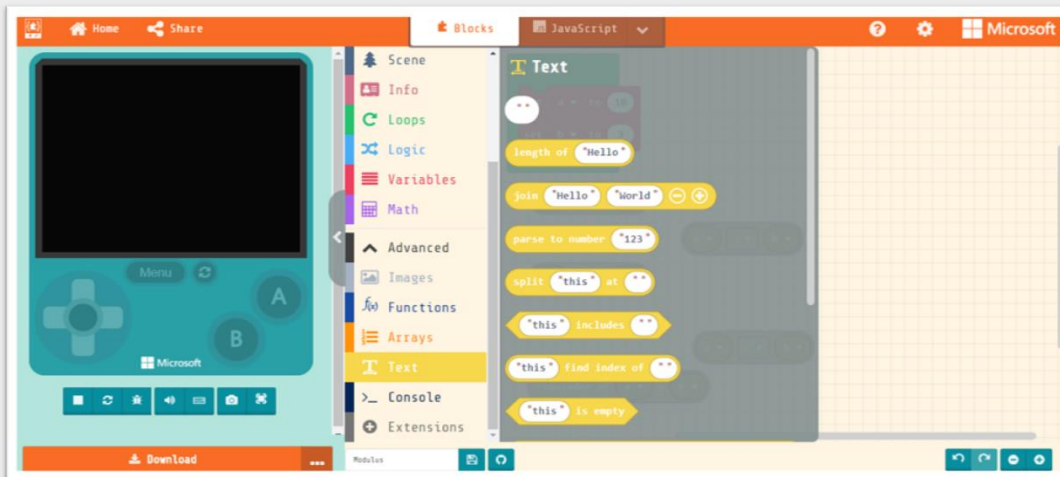 Home Share Blocks JavaScript ? Microsoft
Menu
A
B
Microsoft
Download ...
Scene
Info
Loops
Logic
Variables
Math
Advanced
Images
Functions
Arrays
Text
Console
Extensions
Text
" "
length of "Hello"
join "Hello" "World"
parse to number "123"
split "this" at " "
"this" includes " "
"this" find index of " "
"this" is empty
Modulus